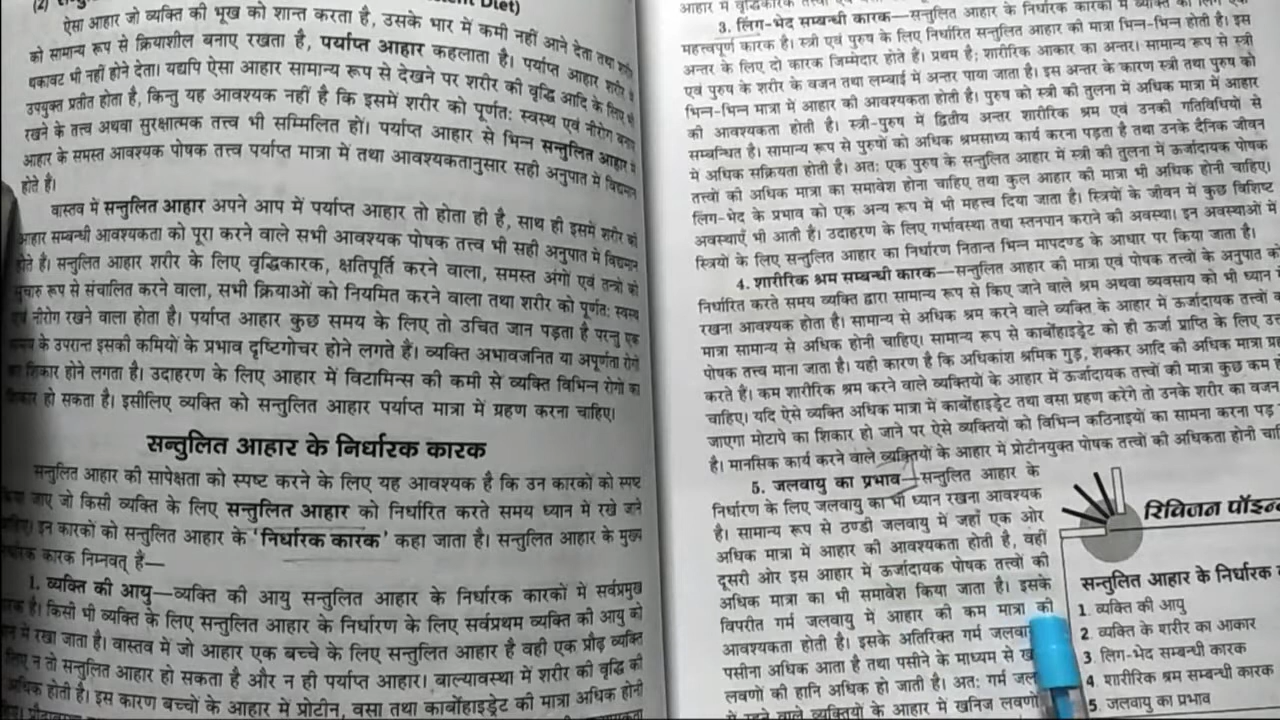 (2)
ऐसा आहार जो व्यक्ति की भूख को शान्त करता है, उसके भार में कमी नहीं आने देता तथा
को सामान्य रूप से क्रियाशील बनाए रखता है, पर्याप्त आहार कहलाता है। पर्याप्त आहार शरीर में
थकावट भी नहीं होने देता। यद्यपि ऐसा आहार सामान्य रूप से देखने पर शरीर की वृद्धि आदि के लिए भी
उपयुक्त प्रतीत होता है, किन्तु यह आवश्यक नहीं है कि इसमें शरीर को पूर्णत: स्वस्थ एवं नीरोग बनाए
रखने के तत्त्व अथवा सुरक्षात्मक तत्त्व भी सम्मिलित हों। पर्याप्त आहार से भिन्न सन्तुलित आहार में
आहार के समस्त आवश्यक पोषक तत्त्व पर्याप्त मात्रा में तथा आवश्यकतानुसार सही अनुपात में विद्यमान
होते हैं।
वास्तव में सन्तुलित आहार अपने आप में पर्याप्त आहार तो होता ही है, साथ ही इसमें शरीर की
आहार सम्बन्धी आवश्यकता को पूरा करने वाले सभी आवश्यक पोषक तत्त्व भी सही अनुपात में विद्यमान
होते हैं। सन्तुलित आहार शरीर के लिए वृद्धिकारक, क्षतिपूर्ति करने वाला, समस्त अंगों एवं तन्त्रों को
सुचारु रूप से संचालित करने वाला, सभी क्रियाओं को नियमित करने वाला तथा शरीर को पूर्णत: स्वस्थ
एवं नीरोग रखने वाला होता है। पर्याप्त आहार कुछ समय के लिए तो उचित जान पड़ता है परन्तु एक
के उपरान्त इसकी कमियों के प्रभाव दृष्टिगोचर होने लगते हैं। व्यक्ति अभावजनित या अपूर्णता रोगों
का शिकार होने लगता है। उदाहरण के लिए आहार में विटामिन्स की कमी से व्यक्ति विभिन्न रोगों का
शिकार हो सकता है। इसीलिए व्यक्ति को सन्तुलित आहार पर्याप्त मात्रा में ग्रहण करना चाहिए।
सन्तुलित आहार के निर्धारक कारक
सन्तुलित आहार की सापेक्षता को स्पष्ट करने के लिए यह आवश्यक है कि उन कारकों को स्पष्ट
किया जाए जो किसी व्यक्ति के लिए सन्तुलित आहार को निर्धारित करते समय ध्यान में रखे जाने
चाहिए। इन कारकों को सन्तुलित आहार के 'निर्धारक कारक' कहा जाता है। सन्तुलित आहार के मुख्य
निर्धारक कारक निम्नवत् हैं—
1. व्यक्ति की आयु—व्यक्ति की आयु सन्तुलित आहार के निर्धारक कारकों में सर्वप्रमुख
कारक है। किसी भी व्यक्ति के लिए सन्तुलित आहार के निर्धारण के लिए सर्वप्रथम व्यक्ति की आयु को
में रखा जाता है। वास्तव में जो आहार एक बच्चे के लिए सन्तुलित आहार है वही एक प्रौढ़ व्यक्ति
लिए न तो सन्तुलित आहार हो सकता है और न ही पर्याप्त आहार। बाल्यावस्था में शरीर की वृद्धि की
अधिक होती है। इस कारण बच्चों के आहार में प्रोटीन, वसा तथा कार्बोहाइड्रेट की मात्रा अधिक होनी
3. लिंग-भेद सम्बन्धी कारक—सन्तुलित आहार के निर्धारक कारकों में व्यक्ति का लिंग एक
महत्त्वपूर्ण कारक है। स्त्री एवं पुरुष के लिए निर्धारित सन्तुलित आहार की मात्रा भिन्न-भिन्न होती है। इस
अन्तर के लिए दो कारक जिम्मेदार होते हैं। प्रथम है; शारीरिक आकार का अन्तर। सामान्य रूप से स्त्री
एवं पुरुष के शरीर के वजन तथा लम्बाई में अन्तर पाया जाता है। इस अन्तर के कारण स्त्री तथा पुरुष को
भिन्न-भिन्न मात्रा में आहार की आवश्यकता होती है। पुरुष को स्त्री की तुलना में अधिक मात्रा में आहार
की आवश्यकता होती है। स्त्री-पुरुष में द्वितीय अन्तर शारीरिक श्रम एवं उनकी गतिविधियों से
सम्बन्धित है। सामान्य रूप से पुरुषों को अधिक श्रमसाध्य कार्य करना पड़ता है तथा उनके दैनिक जीवन
में अधिक सक्रियता होती है। अत: एक पुरुष के सन्तुलित आहार में स्त्री की तुलना में ऊर्जादायक पोषक
तत्त्वों की अधिक मात्रा का समावेश होना चाहिए तथा कुल आहार की मात्रा भी अधिक होनी चाहिए।
लिंग-भेद के प्रभाव को एक अन्य रूप में भी महत्त्व दिया जाता है। स्त्रियों के जीवन में कुछ विशिष्ट
अवस्थाएँ भी आती हैं। उदाहरण के लिए गर्भावस्था तथा स्तनपान कराने की अवस्था। इन अवस्थाओं में
स्त्रियों के लिए सन्तुलित आहार का निर्धारण नितान्त भिन्न मापदण्ड के आधार पर किया जाता है।
4. शारीरिक श्रम सम्बन्धी कारक—सन्तुलित आहार की मात्रा एवं पोषक तत्त्वों के अनुपात को
निर्धारित करते समय व्यक्ति द्वारा सामान्य रूप से किए जाने वाले श्रम अथवा व्यवसाय को भी ध्यान
रखना आवश्यक होता है। सामान्य से अधिक श्रम करने वाले व्यक्ति के आहार में ऊर्जादायक तत्त्वों
मात्रा सामान्य से अधिक होनी चाहिए। सामान्य रूप से कार्बोहाइड्रेट को ही ऊर्जा प्राप्ति के लिए
पोषक तत्त्व माना जाता है। यही कारण है कि अधिकांश श्रमिक गुड़, शक्कर आदि की अधिक मात्रा
करते हैं। कम शारीरिक श्रम करने वाले व्यक्तियों के आहार में ऊर्जादायक तत्त्वों की मात्रा कुछ कम
चाहिए। यदि ऐसे व्यक्ति अधिक मात्रा में कार्बोहाइड्रेट तथा वसा ग्रहण करेंगे तो उनके शरीर का वजन
जाएगा मोटापे का शिकार हो जाने पर ऐसे व्यक्तियों को विभिन्न कठिनाइयों का सामना करना पड़
है। मानसिक कार्य करने वाले व्यक्तियों के आहार में प्रोटीनयुक्त पोषक तत्त्वों की अधिकता होनी
5. जलवायु का प्रभाव—सन्तुलित आहार के
निर्धारण के लिए जलवायु का भी ध्यान रखना आवश्यक
है। सामान्य रूप से ठण्डी जलवायु में जहाँ एक ओर
अधिक मात्रा में आहार की आवश्यकता होती है, वहीं
दूसरी ओर इस आहार में ऊर्जादायक पोषक तत्त्वों की
अधिक मात्रा का भी समावेश किया जाता है। इसके
विपरीत गर्म जलवायु में आहार की कम मात्रा की
आवश्यकता होती है। इसके अतिरिक्त गर्म
पसीना अधिक आता है तथा पसीने के माध्यम से
लवणों की हानि अधिक हो जाती है। अत: गर्म
में रहने वाले व्यक्तियों के आहार में खनिज लवणों
रिविजन पॉइन्ट
सन्तुलित आहार के निर्धारक
1. व्यक्ति की आयु
2. व्यक्ति के शरीर का आकार
3. लिंग-भेद सम्बन्धी कारक
4. शारीरिक श्रम सम्बन्धी कारक
5. जलवायु का प्रभाव